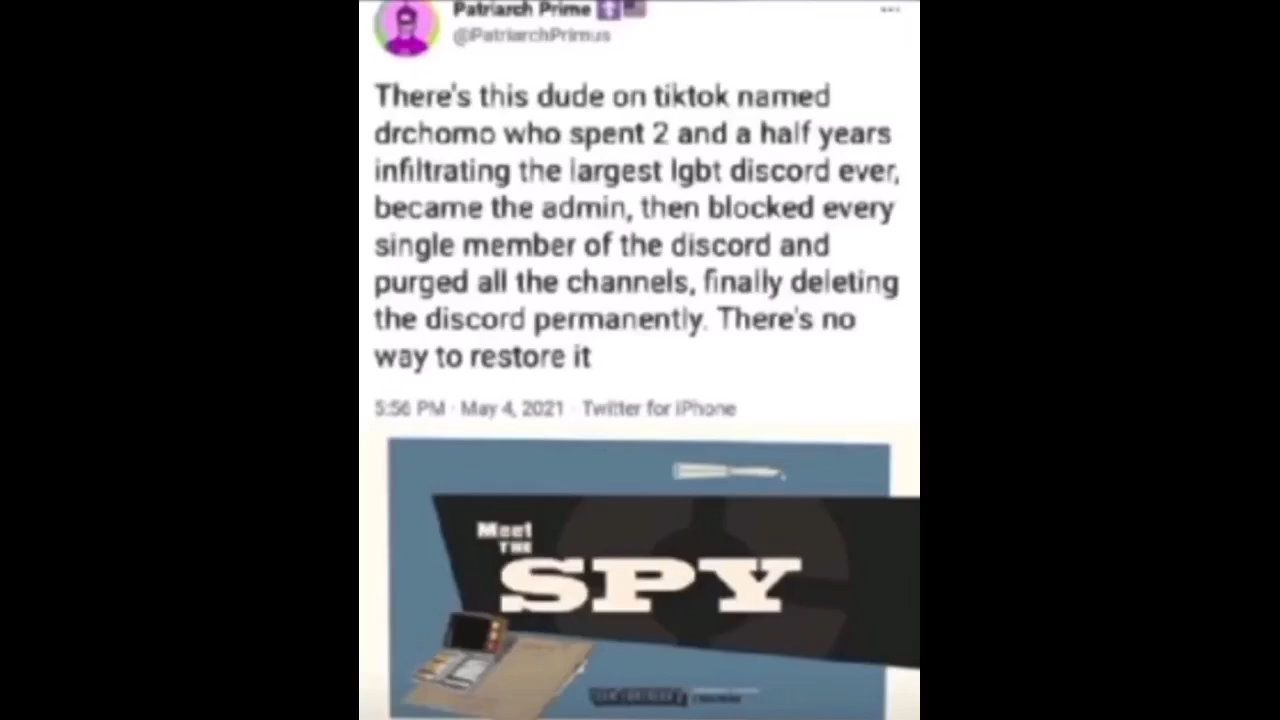 Patriarch Prime
@PatriarchPrimus
There's this dude on tiktok named
drchomo who spent 2 and a half years
infiltrating the largest lgbt discord ever,
became the admin, then blocked every
single member of the discord and
purged all the channels, finally deleting
the discord permanently. There's no
way to restore it
5:56 PM · May 4, 2021 · Twitter for iPhone
Meet
THE
SPY